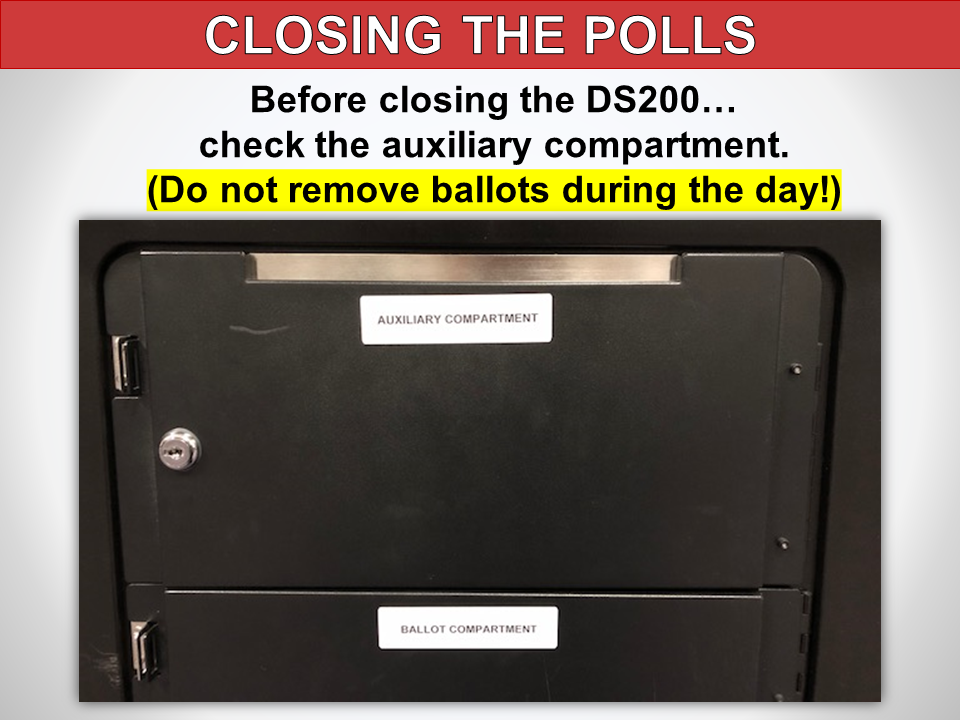 CLOSING THE POLLS
Before closing the DS200…
check the auxiliary compartment.
(Do not remove ballots during the day!)
AUXILIARY COMPARTMENT
BALLOT COMPARTMENT